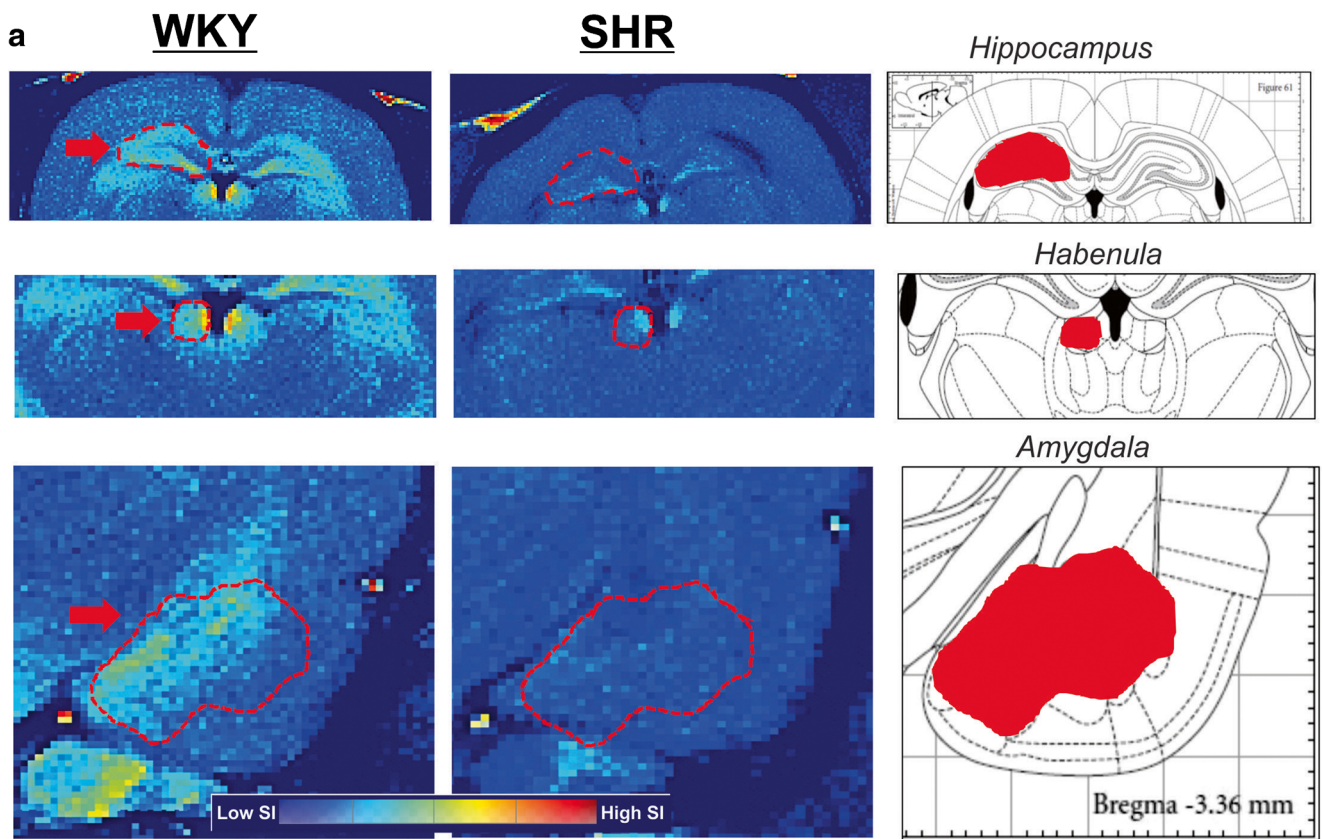 a
WKY
SHR
Hippocampus
Figure 61
Habenula
Amygdala
Low SI
High SI
Bregma -3.36 mm